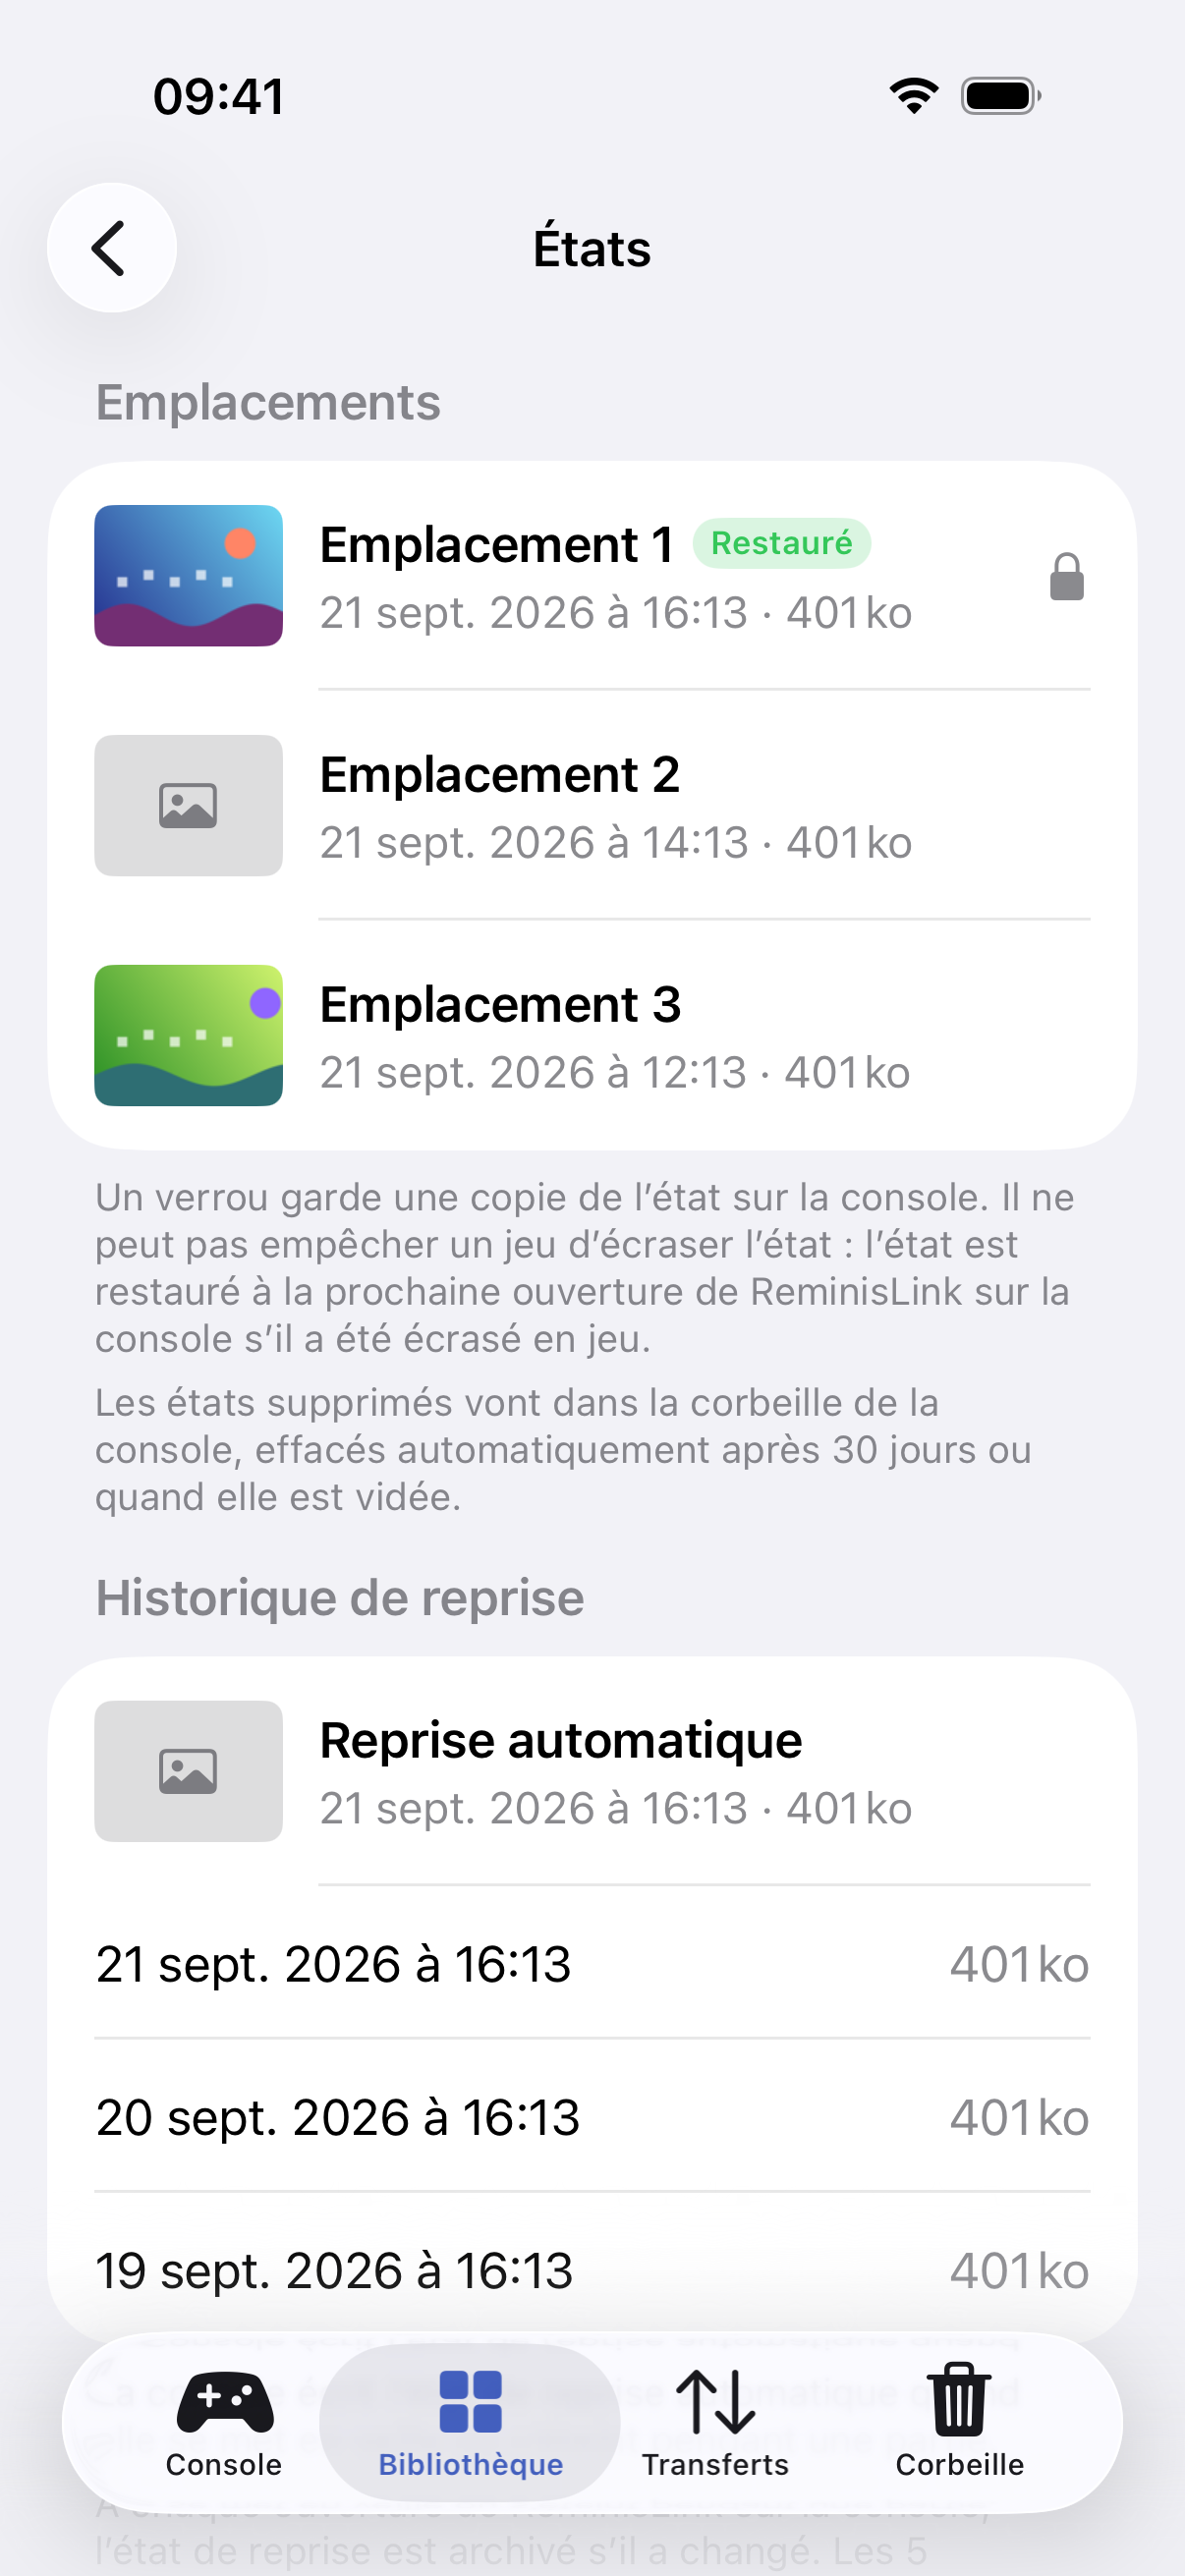 09:41
États
Emplacements
Emplacement 1 Restauré
21 sept. 2026 à 16:13 · 401 ko
Emplacement 2
21 sept. 2026 à 14:13 · 401 ko
Emplacement 3
21 sept. 2026 à 12:13 · 401 ko
Un verrou garde une copie de l’état sur la console. Il ne
peut pas empêcher un jeu d’écraser l’état : l’état est
restauré à la prochaine ouverture de ReminisLink sur la
console s’il a été écrasé en jeu.
Les états supprimés vont dans la corbeille de la
console, effacés automatiquement après 30 jours ou
quand elle est vidée.
Historique de reprise
Reprise automatique
21 sept. 2026 à 16:13 · 401 ko
21 sept. 2026 à 16:13 401 ko
20 sept. 2026 à 16:13 401 ko
19 sept. 2026 à 16:13 401 ko
Console Bibliothèque Transferts Corbeille
l’état de reprise est archivé s’il a changé. Les 5